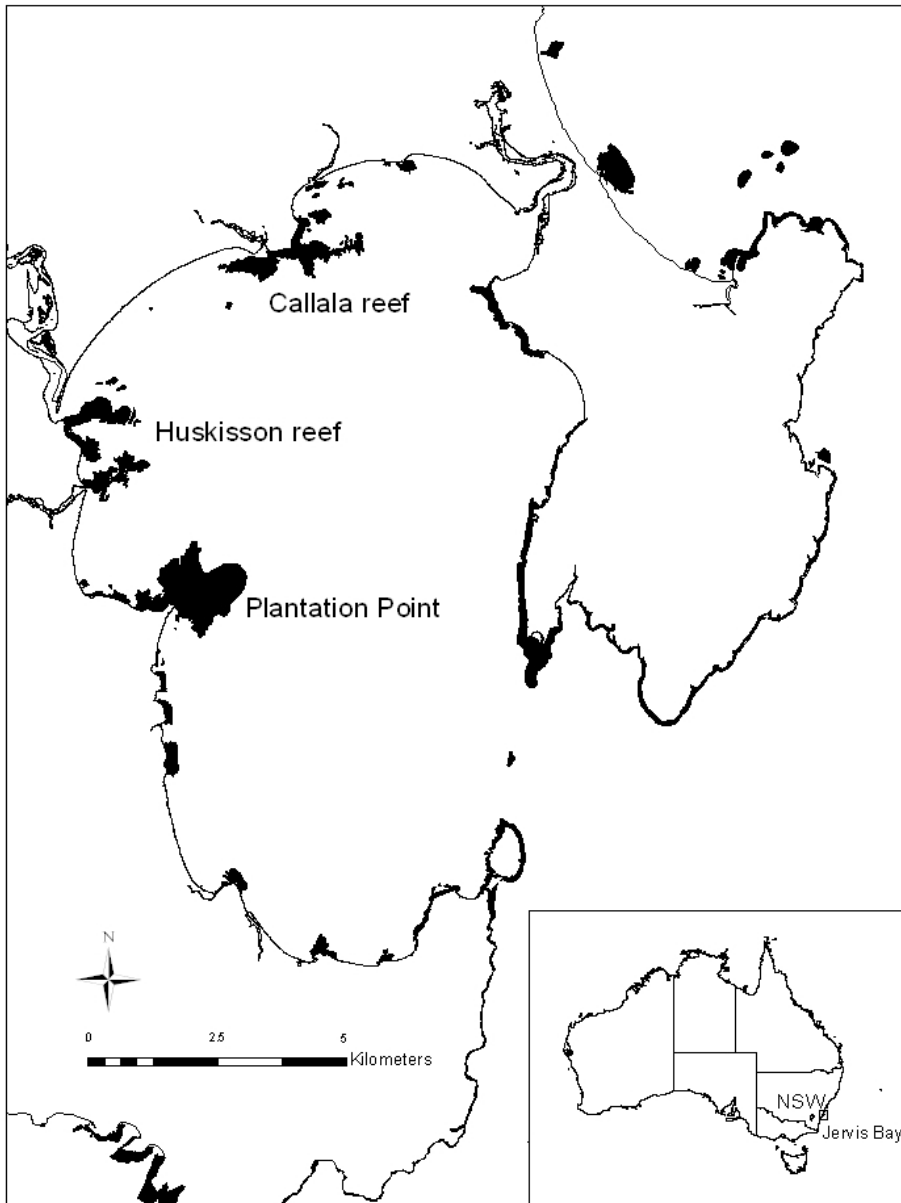 Callala reef
Huskisson reef
Plantation Point
N
0 2.5 5
Kilometers
NSW
Jervis Bay